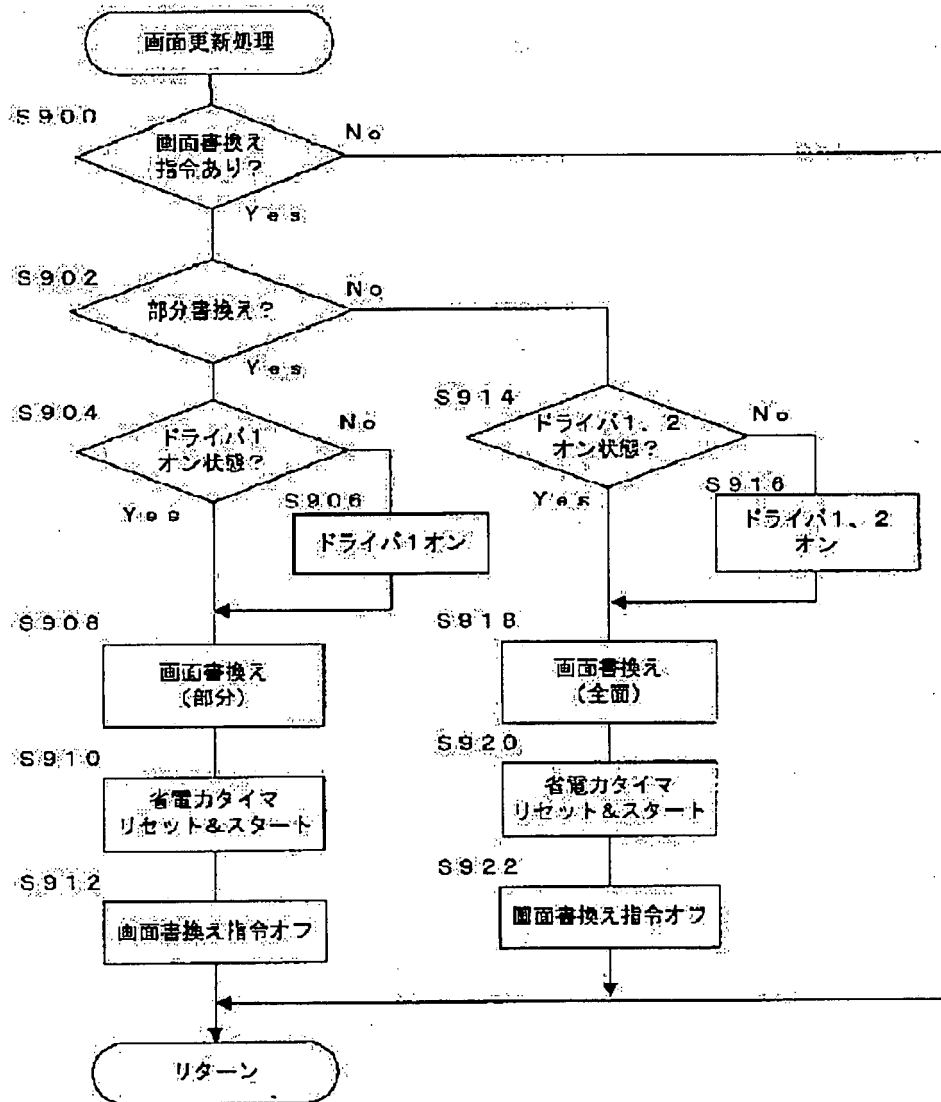 画面更新処理
S900
画面書換え
指令あり?
No
Yes
S902
部分書換え?
No
Yes
S904
ドライバ1
オン状態?
No
Yes
S906
ドライバ1オン
S908
画面書換え
(部分)
S910
省電力タイマ
リセット&スタート
S912
画面書換え指令オフ
S914
ドライバ1、2
オン状態?
No
Yes
S916
ドライバ1、2
オン
S918
画面書換え
(全面)
S920
省電力タイマ
リセット&スタート
S922
画面書換え指令オフ
リターン